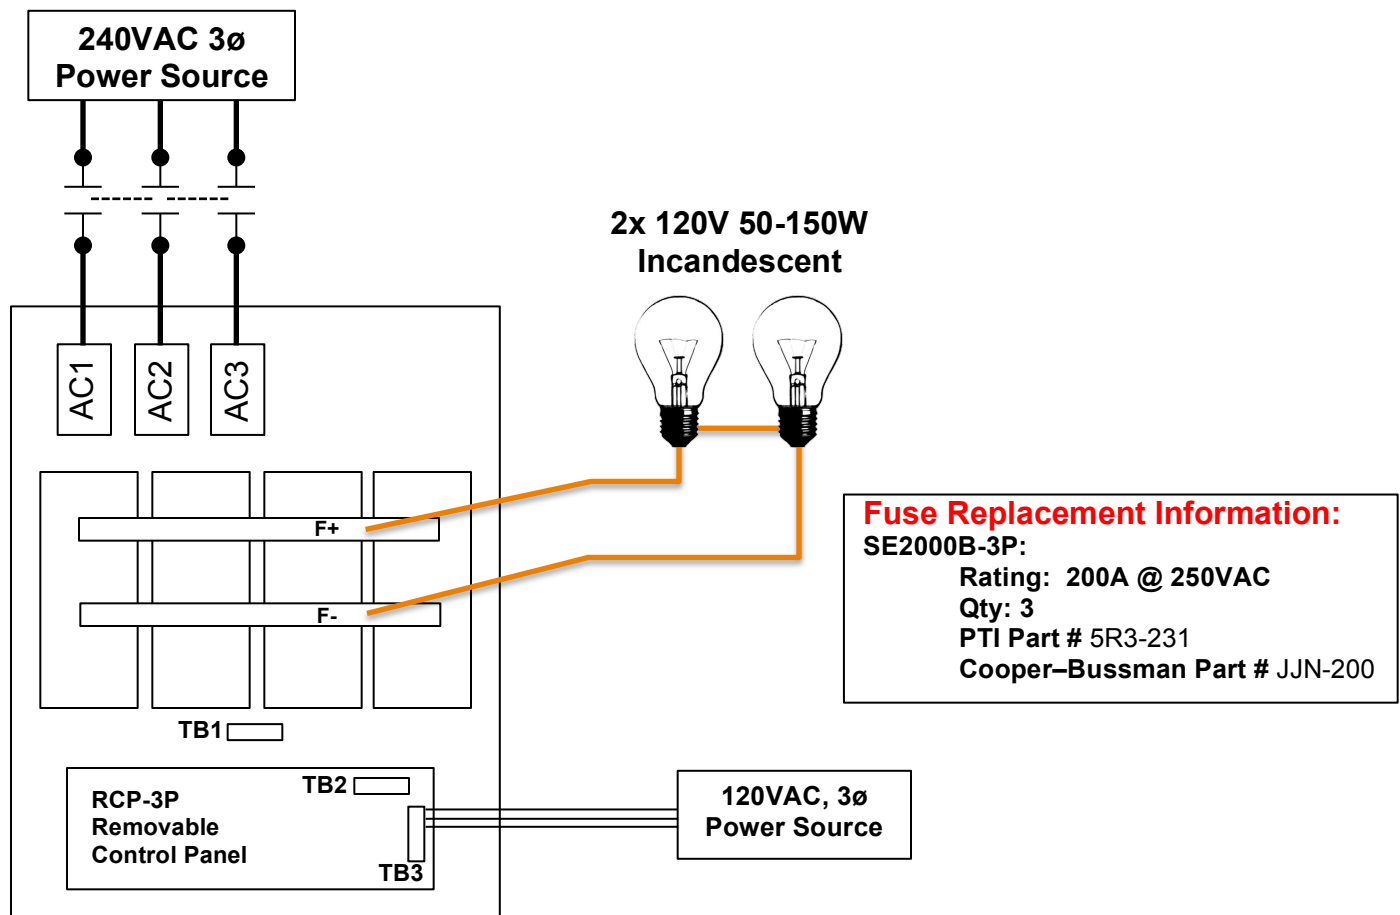 240VAC 3ø
Power Source
2x 120V 50-150W
Incandescent
AC1
AC2
AC3
F+
F-
Fuse Replacement Information:
SE2000B-3P:
Rating: 200A @ 250VAC
Qty: 3
PTI Part # 5R3-231
Cooper–Bussman Part # JJN-200
TB1
TB2
RCP-3P
Removable
Control Panel
TB3
120VAC, 3ø
Power Source